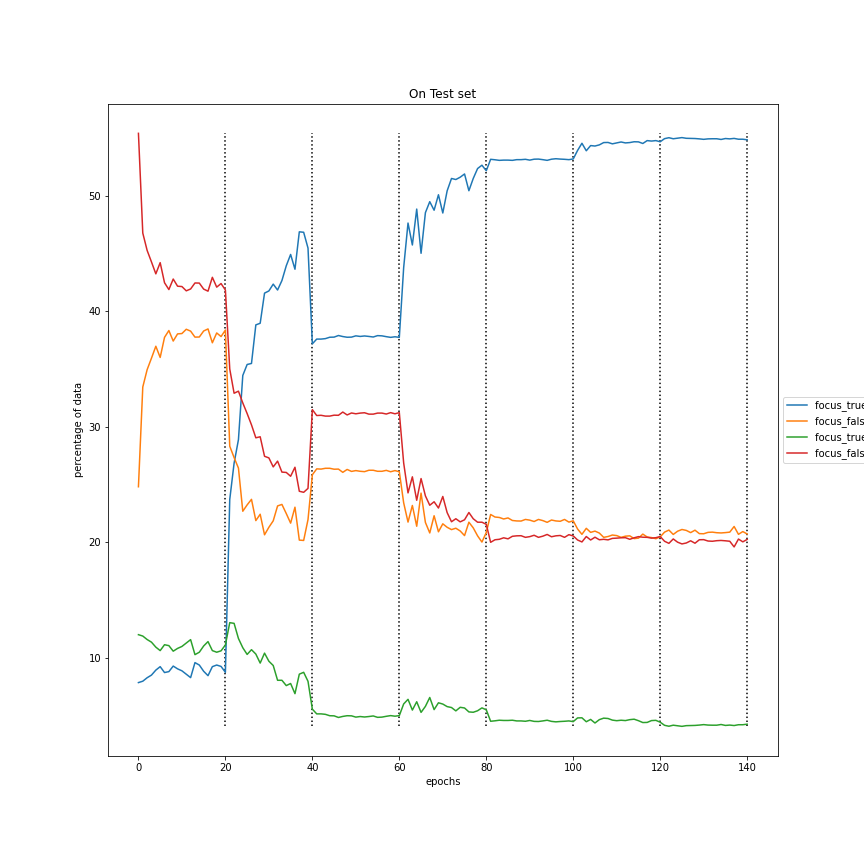 On Test set
percentage of data
50
40
30
20
10
0 20 40 60 80 100 120 140
epochs
focus_true
focus_fals
focus_true
focus_fals